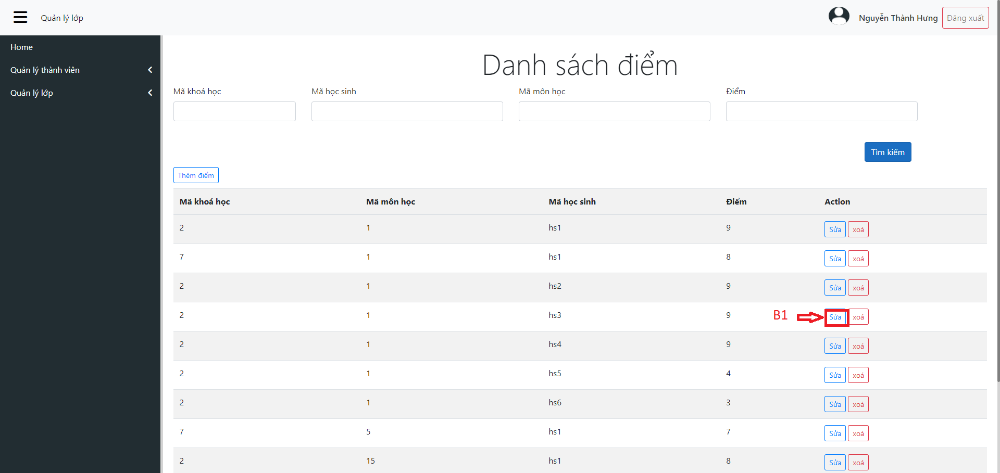 Quản lý lớp
Nguyễn Thành Hưng Đăng xuất
Home
Quản lý thành viên
Quản lý lớp
Danh sách điểm
Mã khoá học Mã học sinh Mã môn học Điểm
Tìm kiếm
Thêm điểm
Mã khoá học Mã môn học Mã học sinh Điểm Action
2 1 hs1 9 Sửa xoá
7 1 hs1 8 Sửa xoá
2 1 hs2 9 Sửa xoá
2 1 hs3 9 B1 Sửa xoá
2 1 hs4 9 Sửa xoá
2 1 hs5 4 Sửa xoá
2 1 hs6 3 Sửa xoá
7 5 hs1 7 Sửa xoá
2 15 hs1 8 Sửa xoá